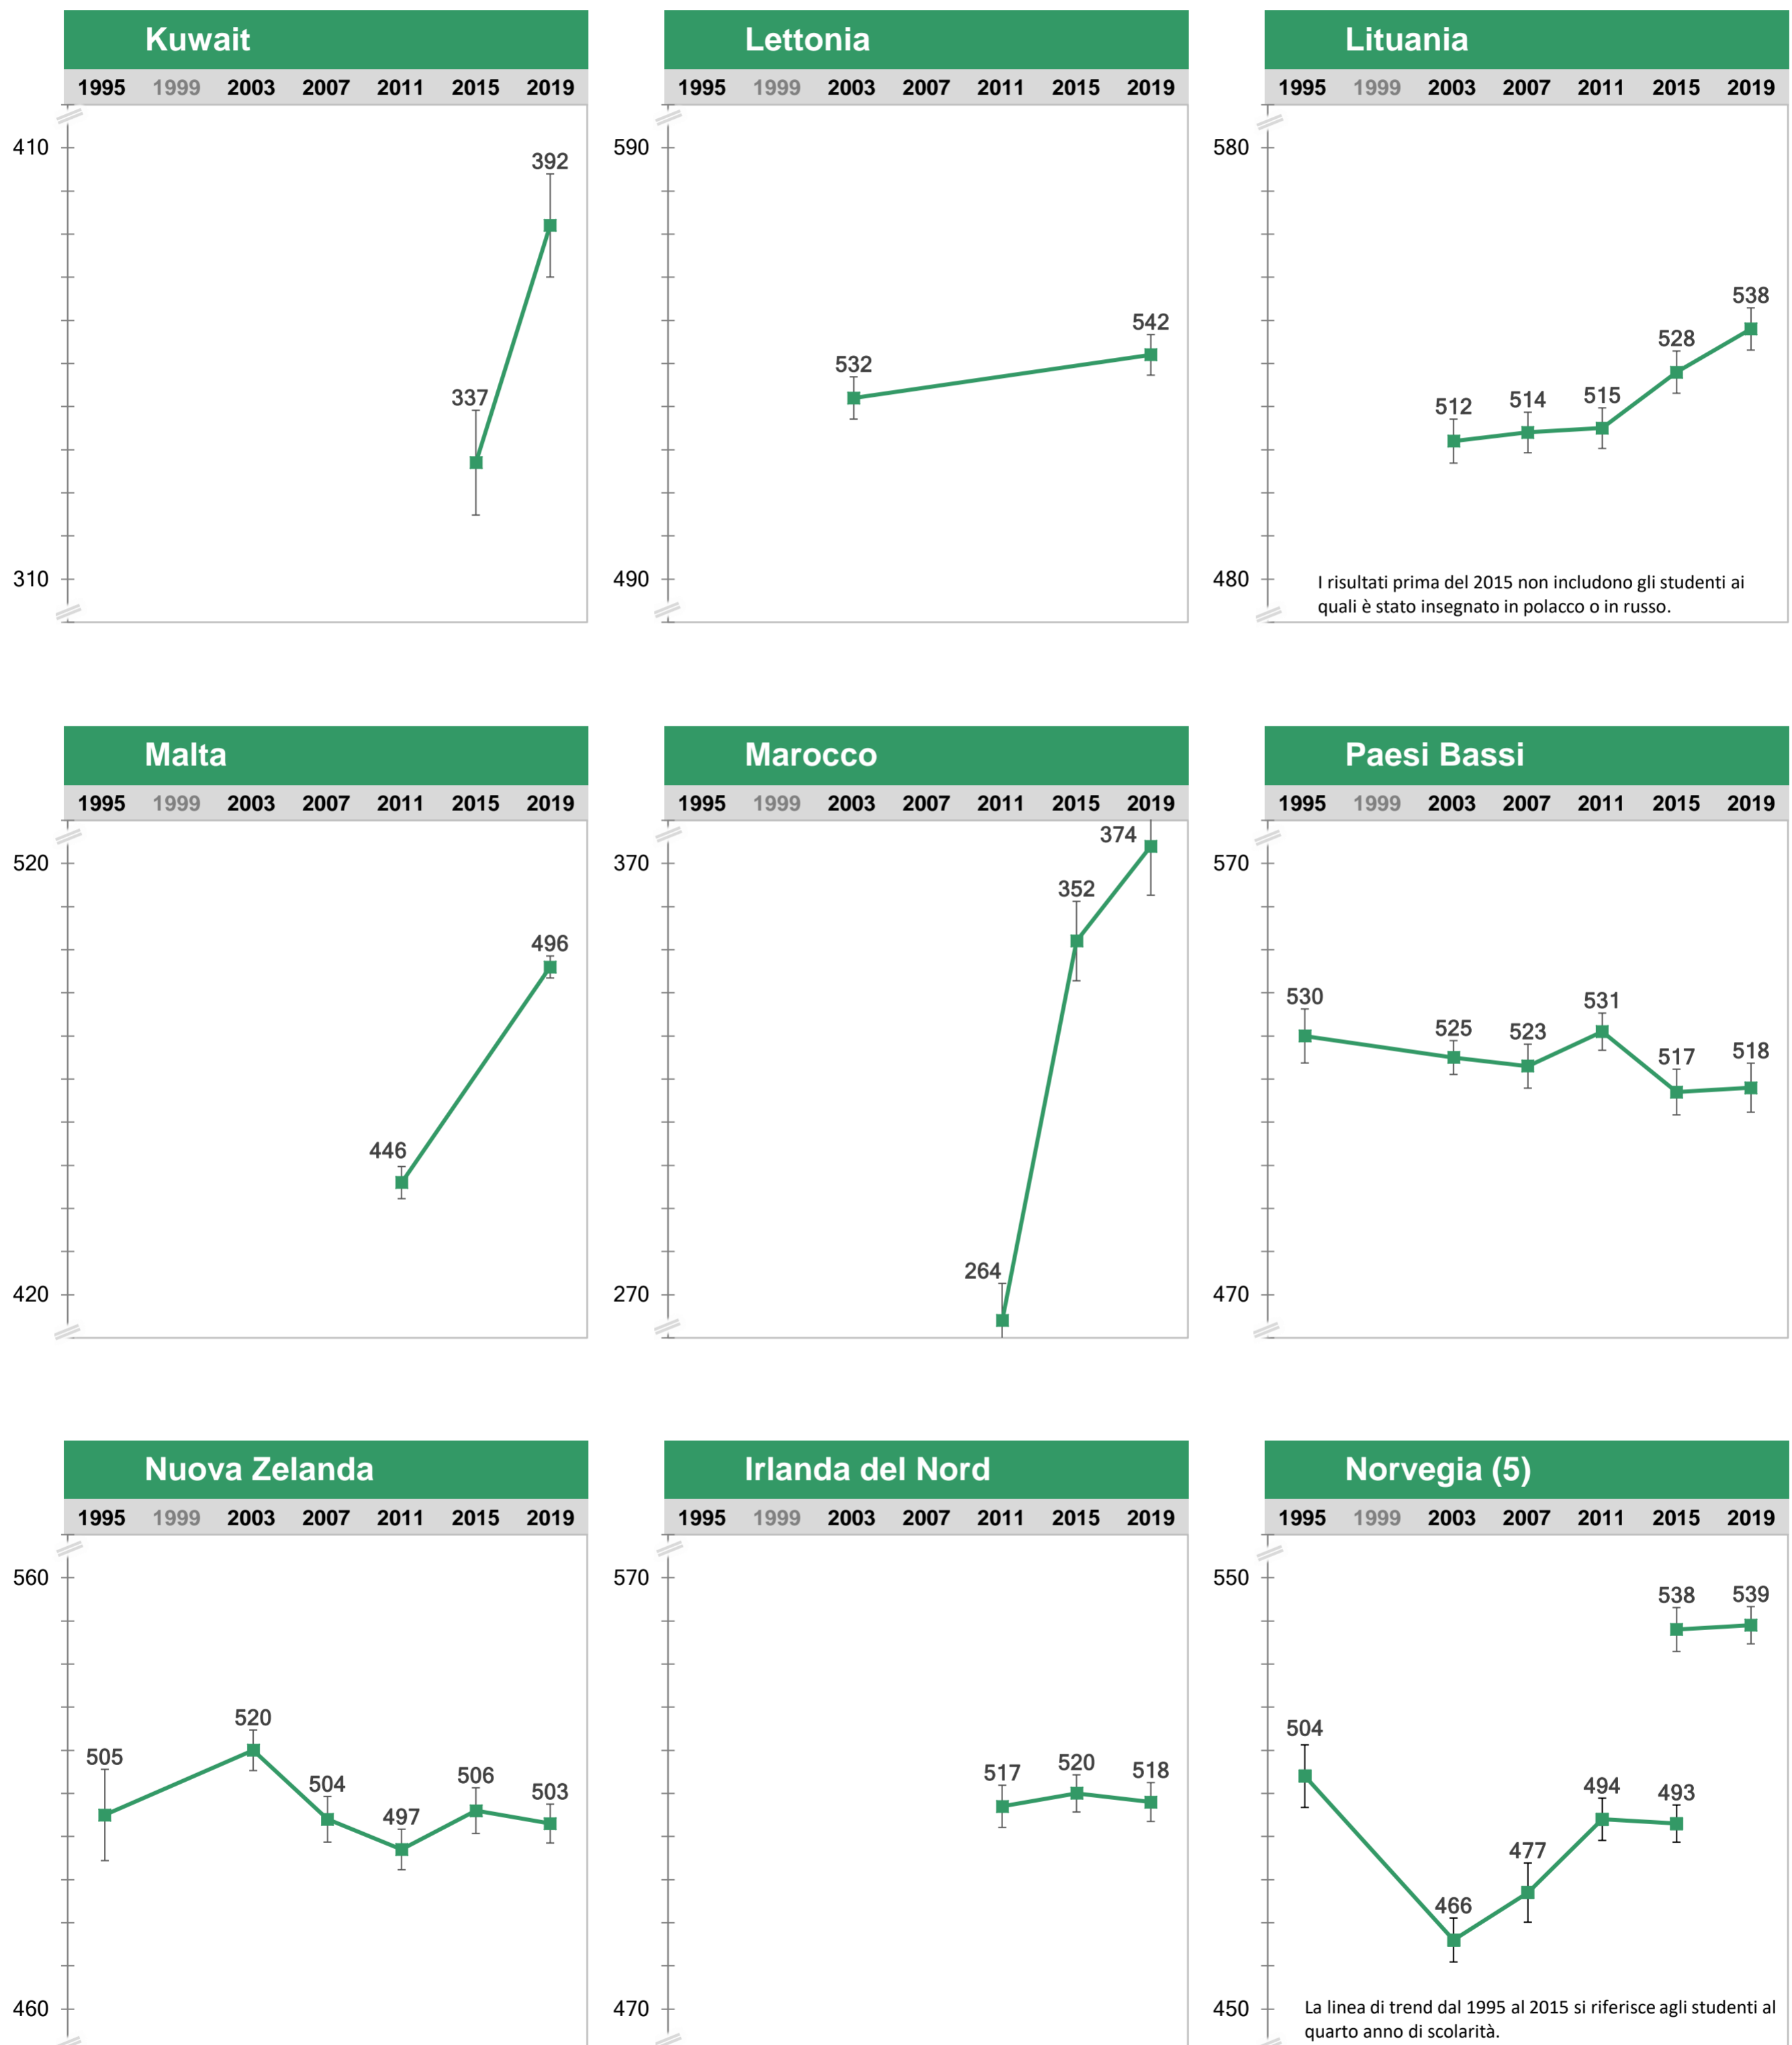 Kuwait Lettonia Lituania
1995 1999 2003 2007 2011 2015 2019 1995 1999 2003 2007 2011 2015 2019 1995 1999 2003 2007 2011 2015 2019
410 590 580
392
542
538
532
528
337
512 514 515
310 490 480
I risultati prima del 2015 non includono gli studenti ai
quali è stato insegnato in polacco o in russo.
Malta Marocco Paesi Bassi
1995 1999 2003 2007 2011 2015 2019 1995 1999 2003 2007 2011 2015 2019 1995 1999 2003 2007 2011 2015 2019
520 370 570
374
352
496
530 525 523 531 517 518
446
264
420 270 470
Nuova Zelanda Irlanda del Nord Norvegia (5)
1995 1999 2003 2007 2011 2015 2019 1995 1999 2003 2007 2011 2015 2019 1995 1999 2003 2007 2011 2015 2019
560 570 550
538 539
505 520 504 497 506 503
517 520 518
504 466 477 494 493
460 470 450
La linea di trend dal 1995 al 2015 si riferisce agli studenti al
quarto anno di scolarità.